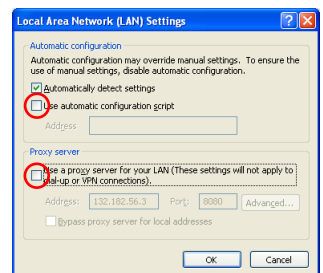 Local Area Network (LAN) Settings
Automatic configuration
Automatic configuration may override manual settings. To ensure the
use of manual settings, disable automatic configuration.
Automatically detect settings
Use automatic configuration script
Address
Proxy server
Use a proxy server for your LAN (These settings will not apply to
dial-up or VPN connections).
Address: 132.182.56.3 Port: 8080 Advanced...
Bypass proxy server for local addresses
OK Cancel